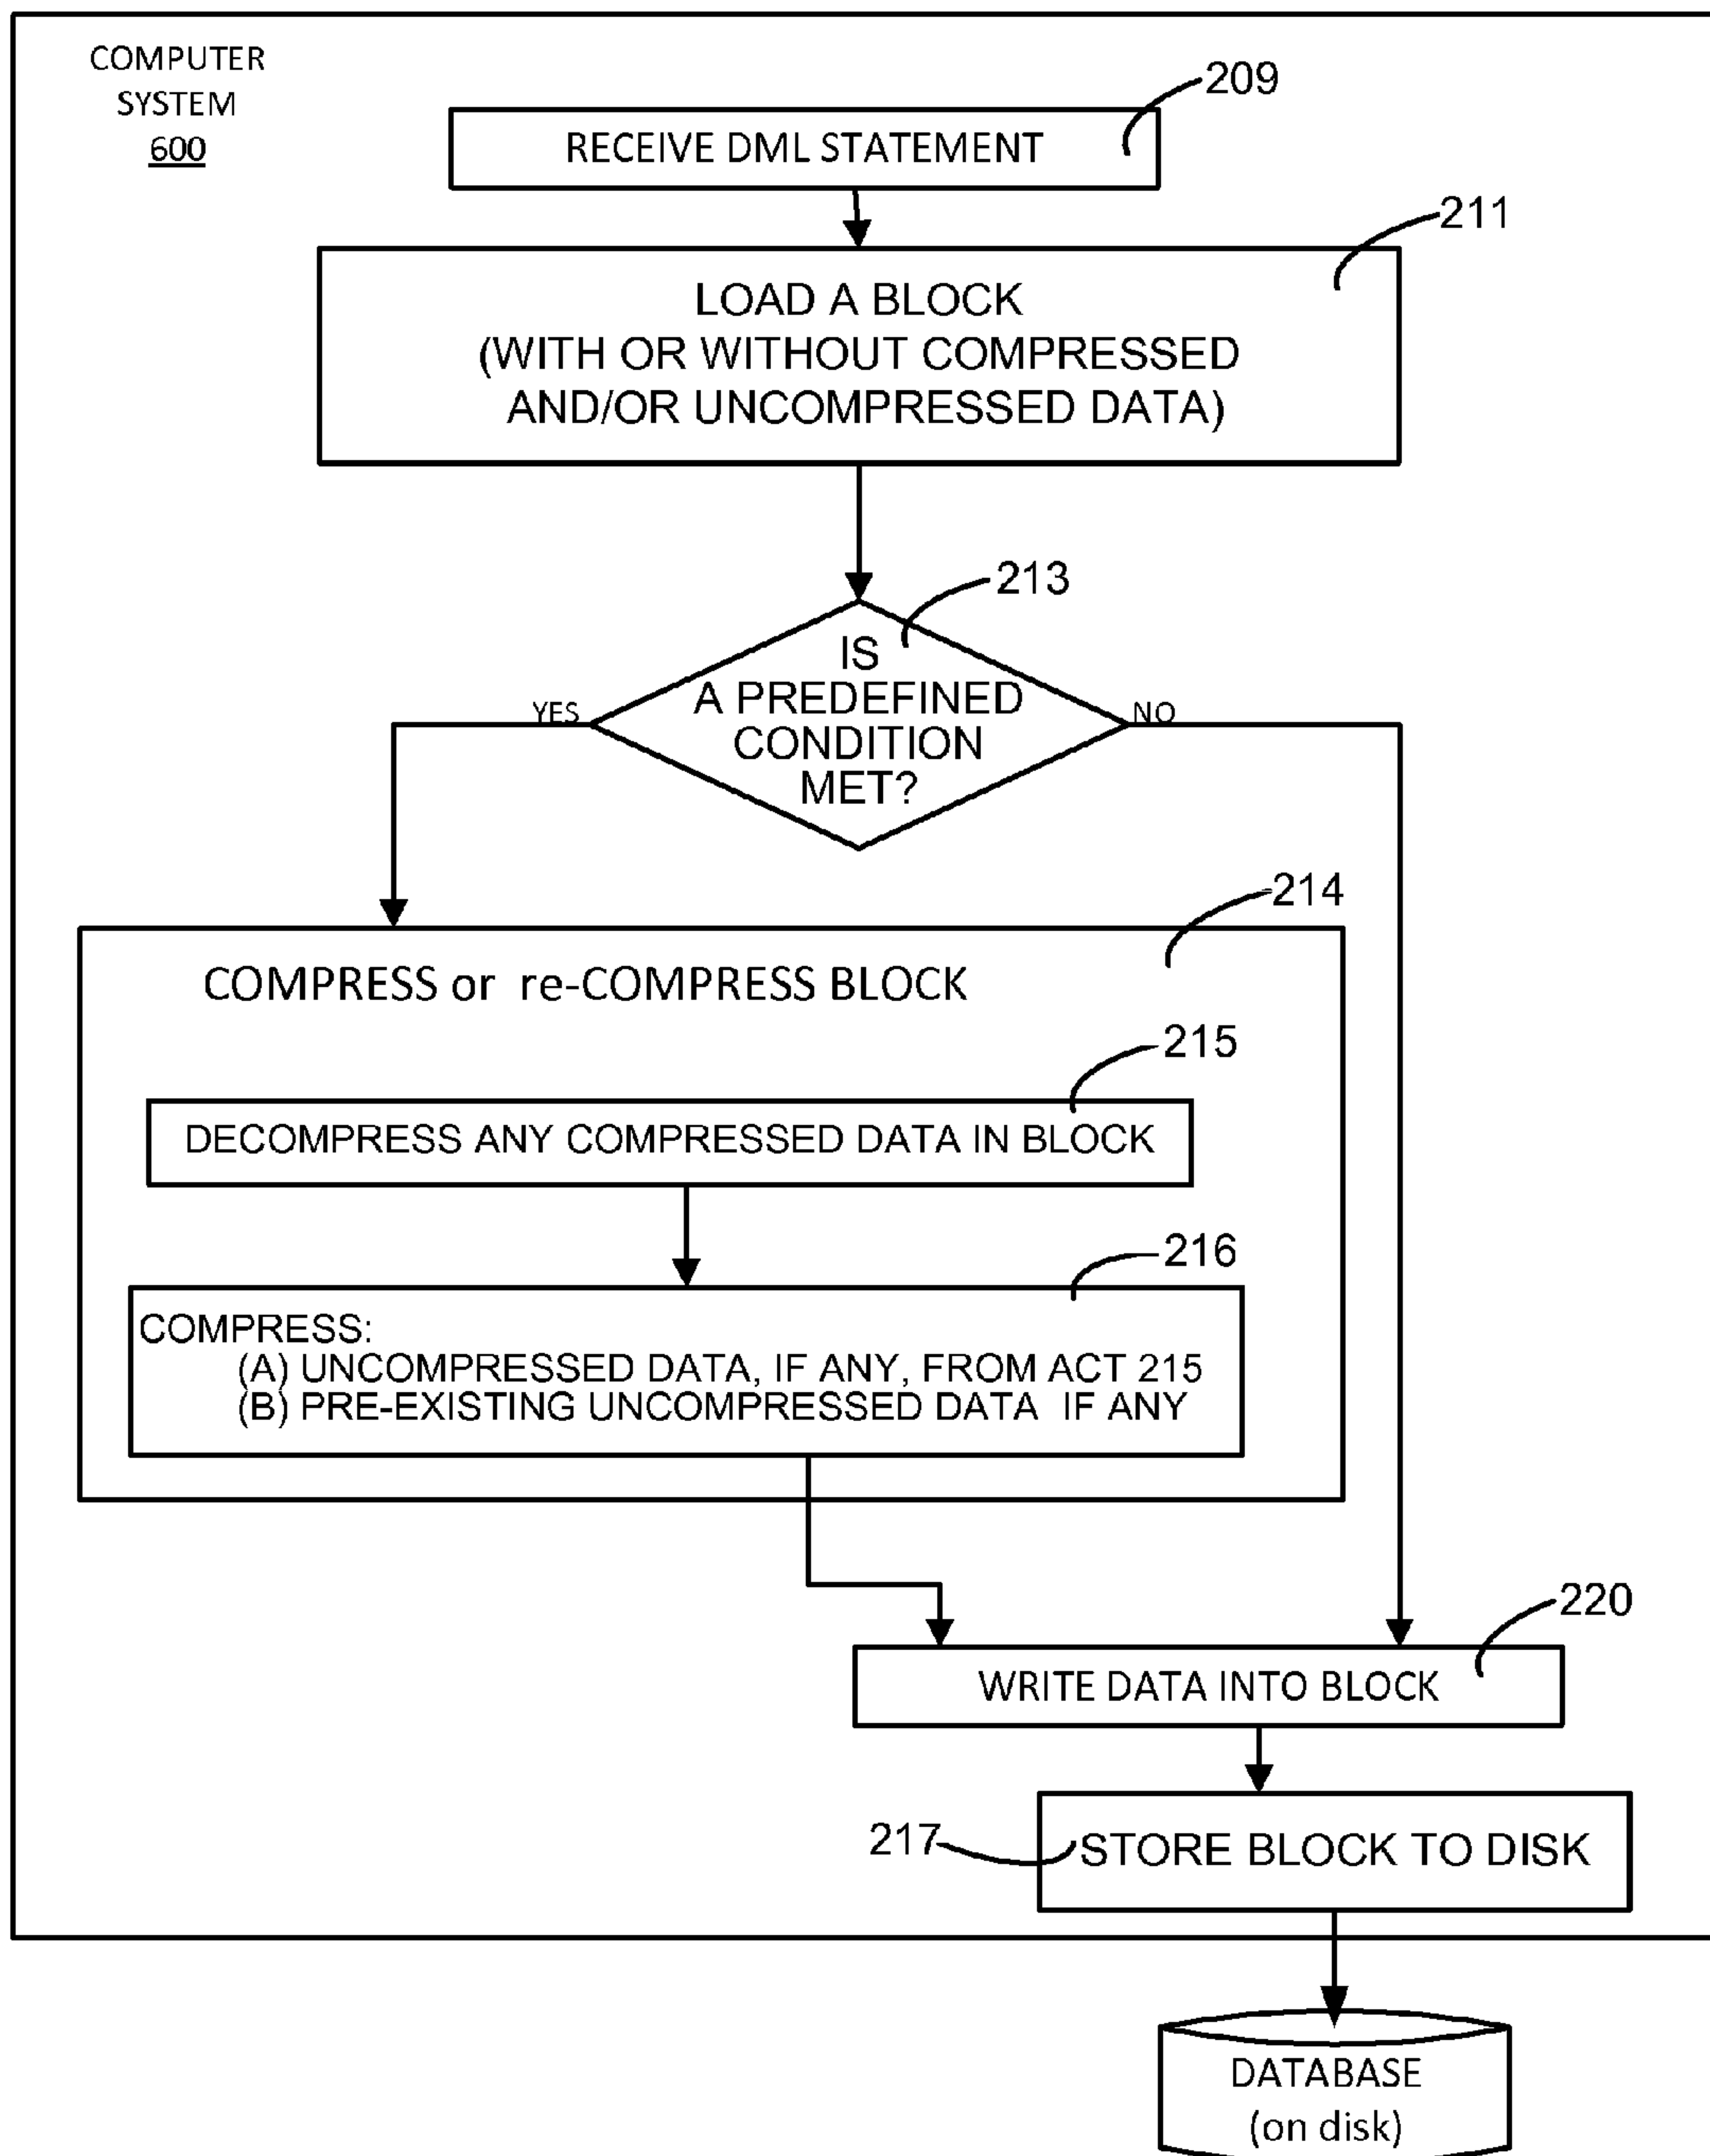 COMPUTER
SYSTEM
600
209
RECEIVE DML STATEMENT
211
LOAD A BLOCK
(WITH OR WITHOUT COMPRESSED
AND/OR UNCOMPRESSED DATA)
213
IS
A PREDEFINED
CONDITION
MET?
YES
NO
214
COMPRESS or re-COMPRESS BLOCK
215
DECOMPRESS ANY COMPRESSED DATA IN BLOCK
216
COMPRESS:
(A) UNCOMPRESSED DATA, IF ANY, FROM ACT 215
(B) PRE-EXISTING UNCOMPRESSED DATA IF ANY
220
WRITE DATA INTO BLOCK
217
STORE BLOCK TO DISK
DATABASE
(on disk)